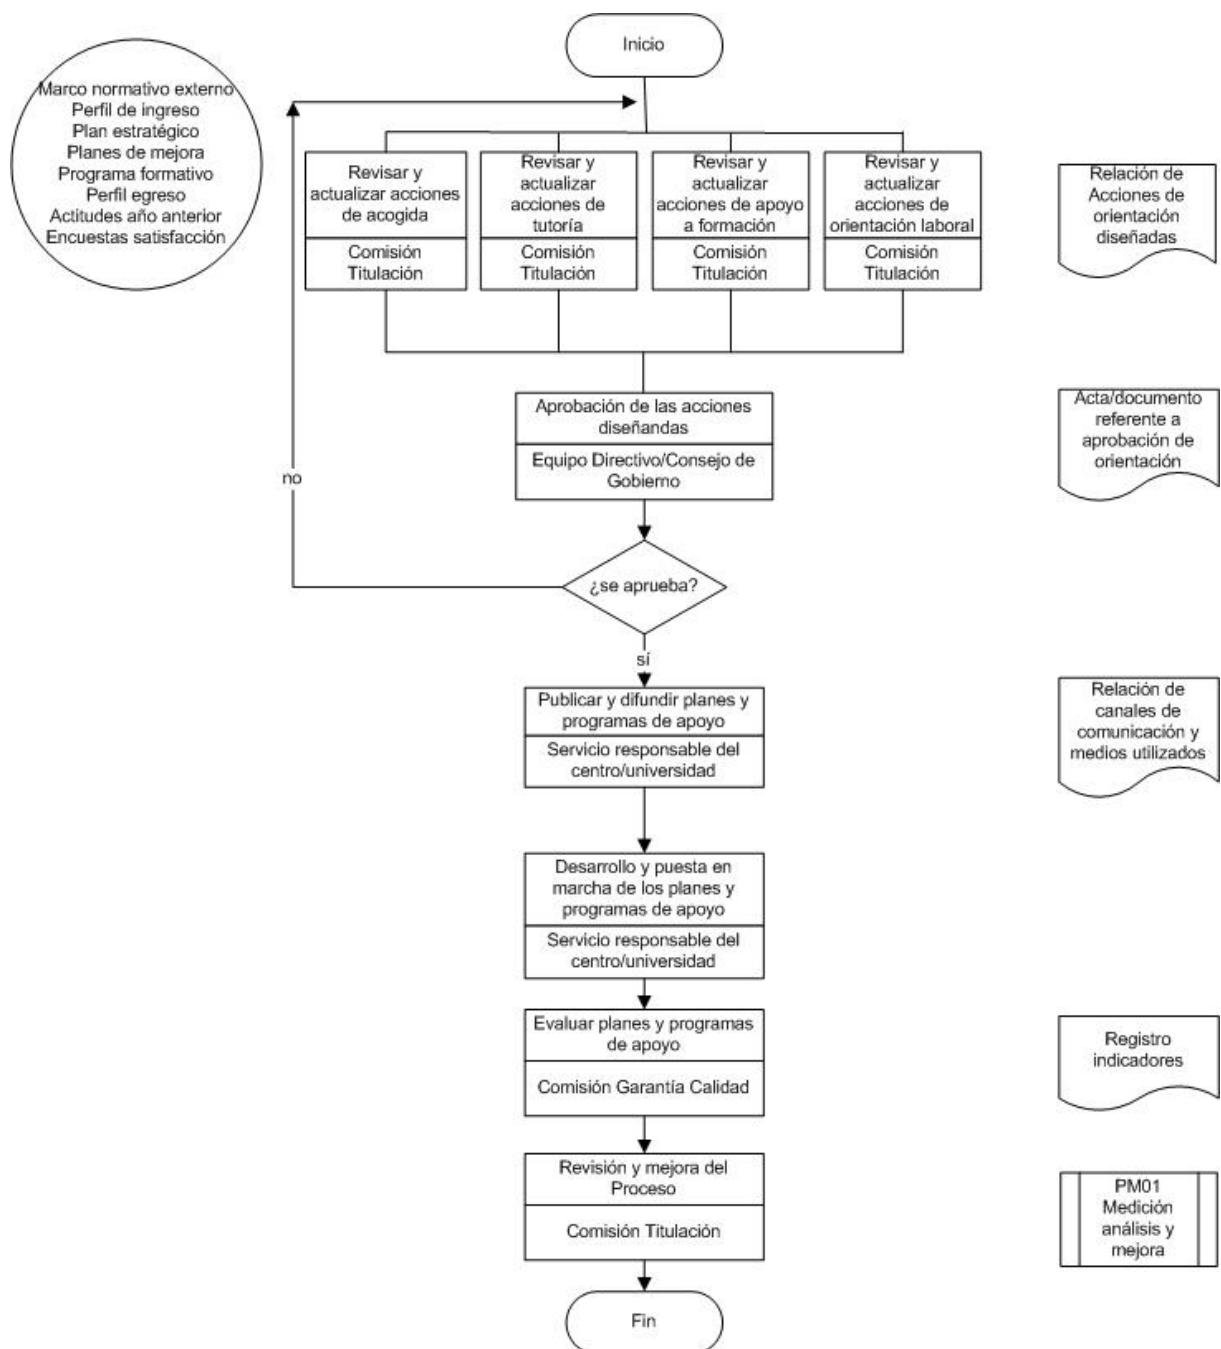 Inicio
Marco normativo externo
Perfil de ingreso
Plan estratégico
Planes de mejora
Programa formativo
Perfil egreso
Actitudes año anterior
Encuestas satisfacción
Revisar y
actualizar acciones
de acogida
Comisión
Titulación
Revisar y
actualizar
acciones de
tutoría
Comisión
Titulación
Revisar y
actualizar
acciones de apoyo
a formación
Comisión
Titulación
Revisar y
actualizar
acciones de
orientación laboral
Comisión
Titulación
Relación de
Acciones de
orientación
diseñadas
Aprobación de las acciones
diseñandas
Equipo Directivo/Consejo de
Gobierno
Acta/documento
referente a
aprobación de
orientación
no
¿se aprueba?
sí
Publicar y difundir planes y
programas de apoyo
Servicio responsable del
centro/universidad
Relación de
canales de
comunicación y
medios utilizados
Desarrollo y puesta en
marcha de los planes y
programas de apoyo
Servicio responsable del
centro/universidad
Evaluar planes y programas
de apoyo
Comisión Garantía Calidad
Registro
indicadores
Revisión y mejora del
Proceso
Comisión Titulación
PM01
Medición
análisis y
mejora
Fin